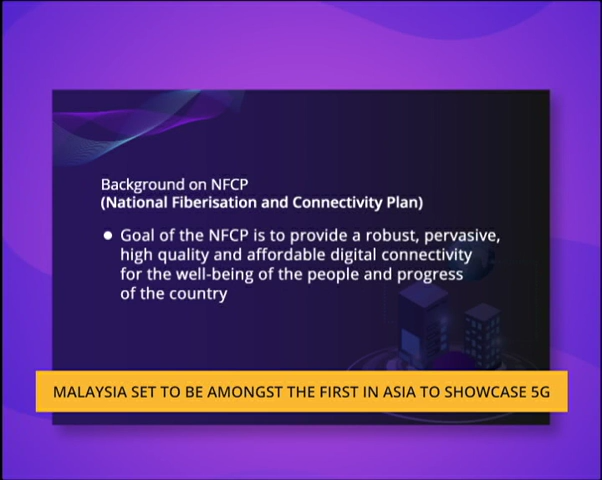 Background on NFCP
(National Fiberisation and Connectivity Plan)
● Goal of the NFCP is to provide a robust, pervasive,
high quality and affordable digital connectivity
for the well-being of the people and progress
of the country
MALAYSIA SET TO BE AMONGST THE FIRST IN ASIA TO SHOWCASE 5G